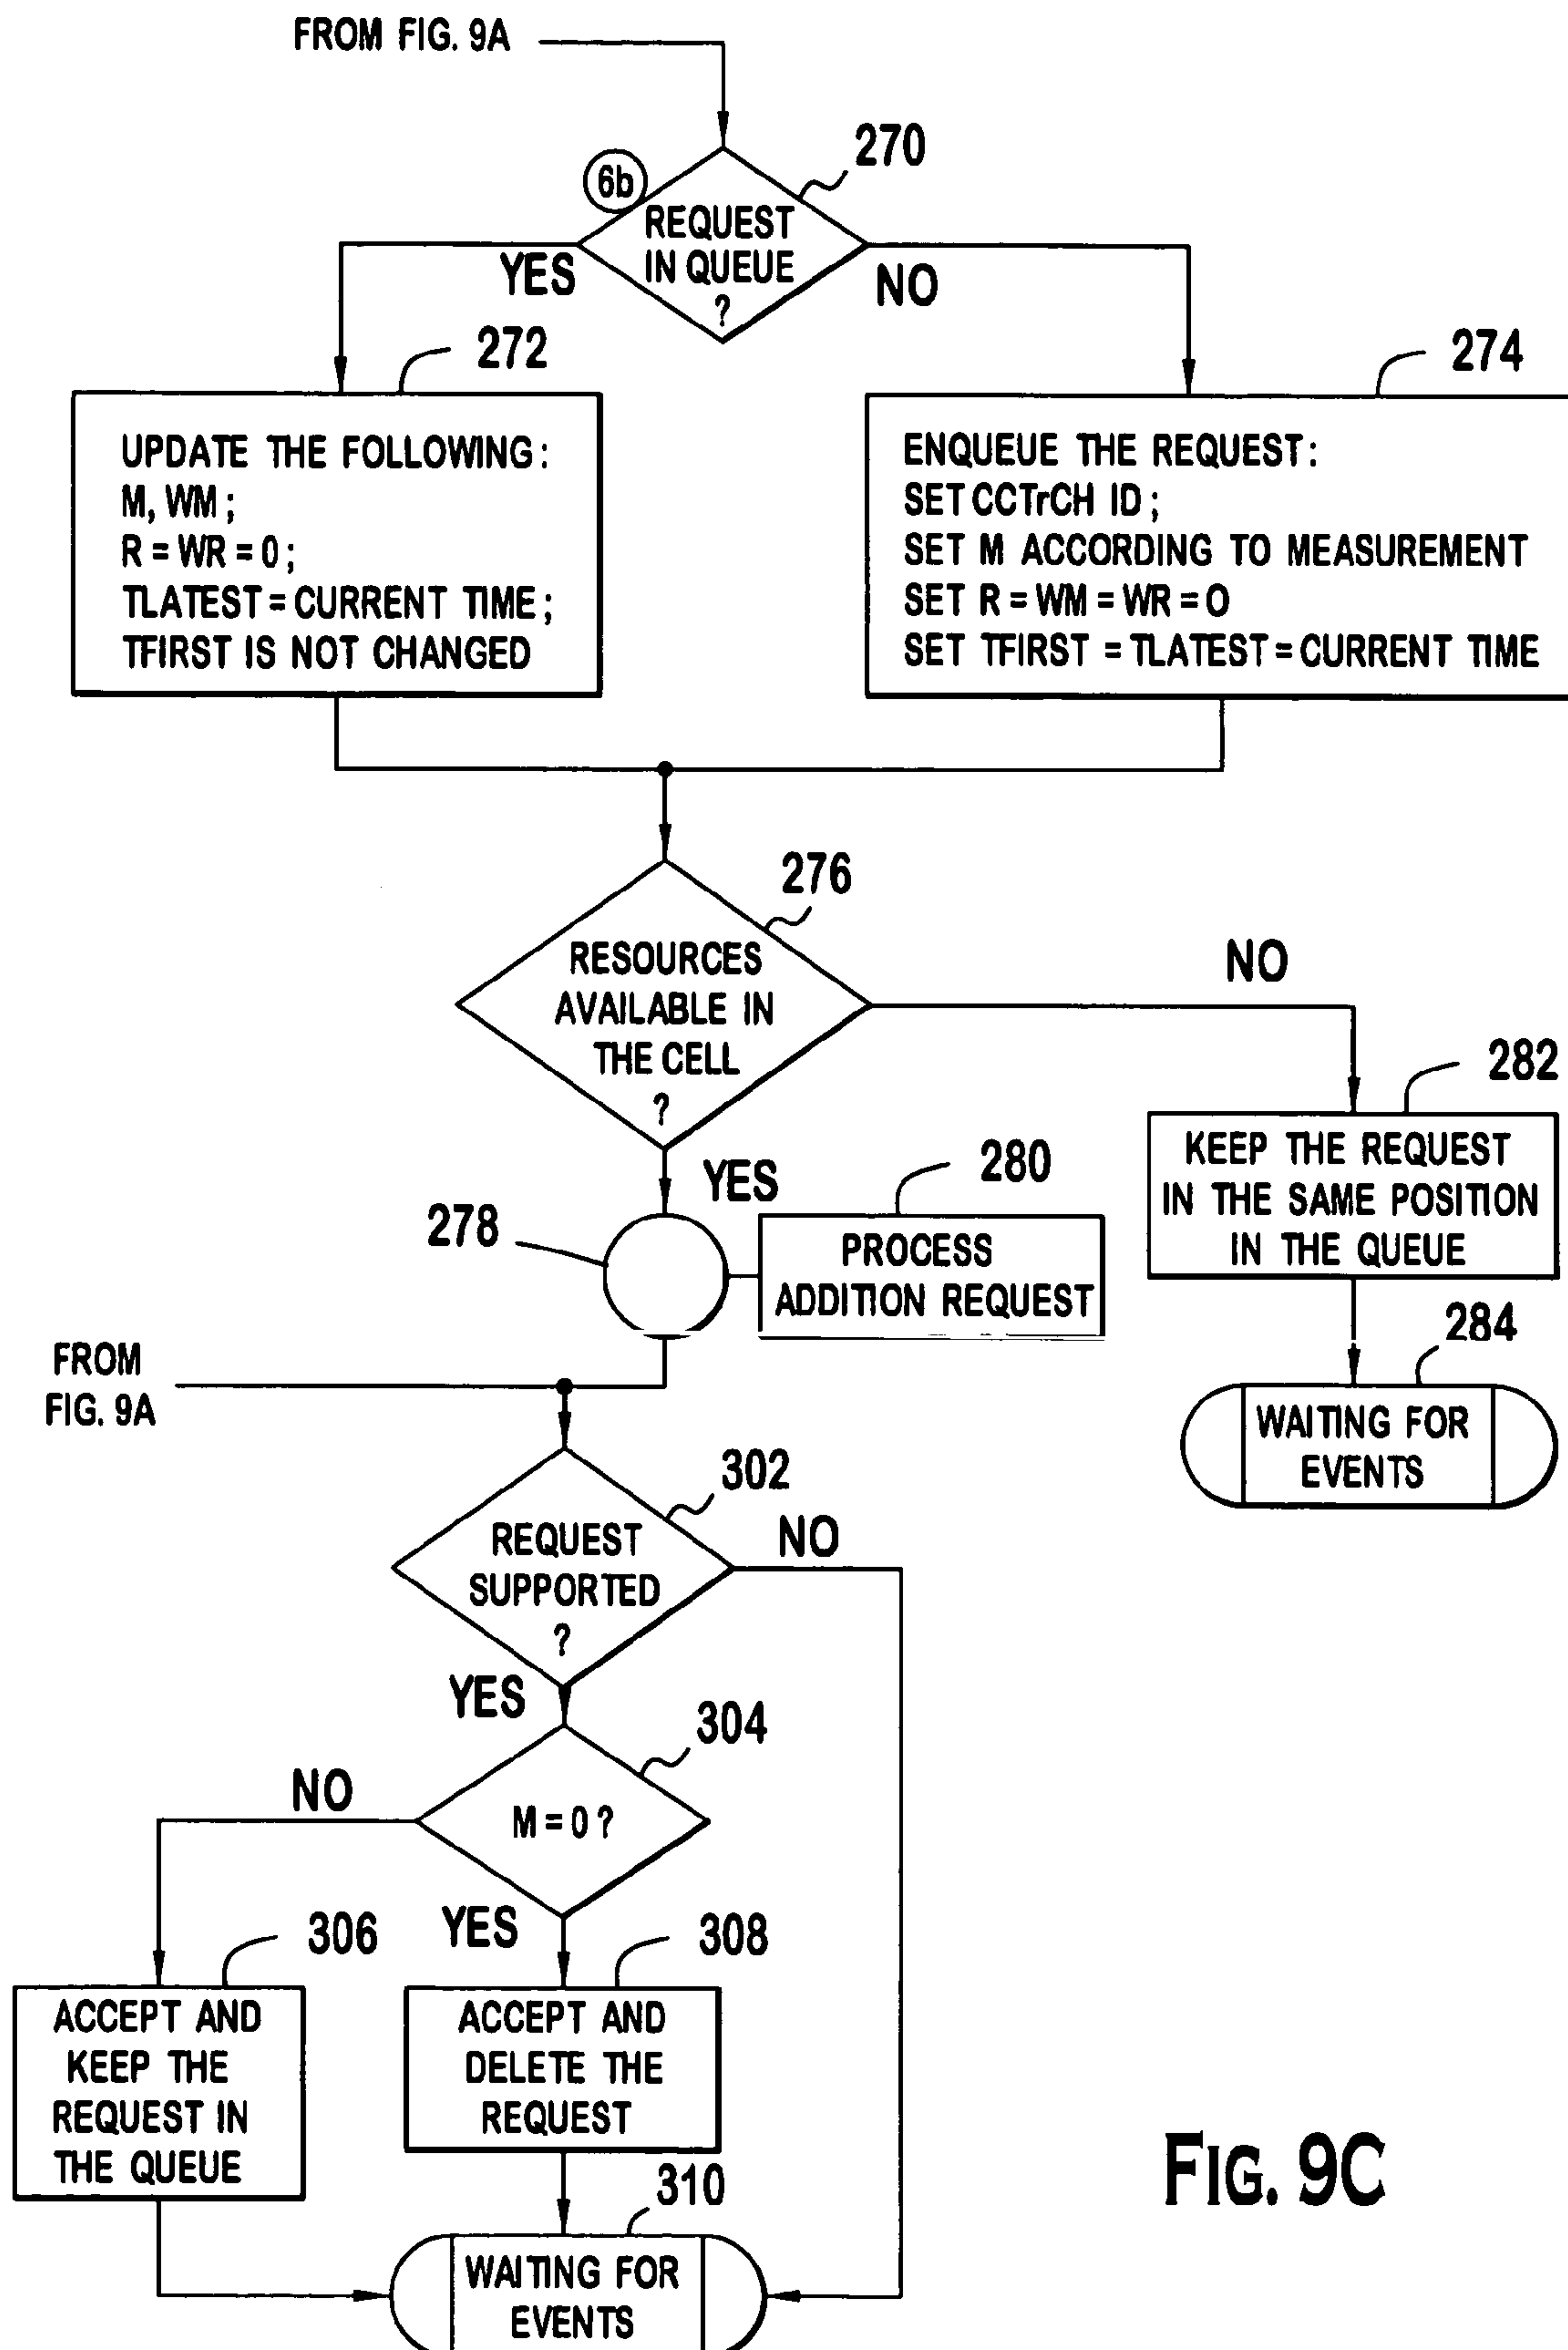 FROM FIG. 9A
270
6b
REQUEST
IN QUEUE
?
YES
NO
272
274
UPDATE THE FOLLOWING:
M, WM;
R = WR = 0;
TLATEST = CURRENT TIME;
TFIRST IS NOT CHANGED
ENQUEUE THE REQUEST:
SET CCTrCH ID;
SET M ACCORDING TO MEASUREMENT
SET R = WM = WR = 0
SET TFIRST = TLATEST = CURRENT TIME
276
RESOURCES
AVAILABLE IN
THE CELL
?
NO
YES
282
KEEP THE REQUEST
IN THE SAME POSITION
IN THE QUEUE
278
280
PROCESS
ADDITION REQUEST
284
WAITING FOR
EVENTS
FROM
FIG. 9A
302
REQUEST
SUPPORTED
?
NO
YES
304
M = 0 ?
NO
YES
306
308
ACCEPT AND
KEEP THE
REQUEST IN
THE QUEUE
ACCEPT AND
DELETE THE
REQUEST
310
WAITING FOR
EVENTS
FIG. 9C